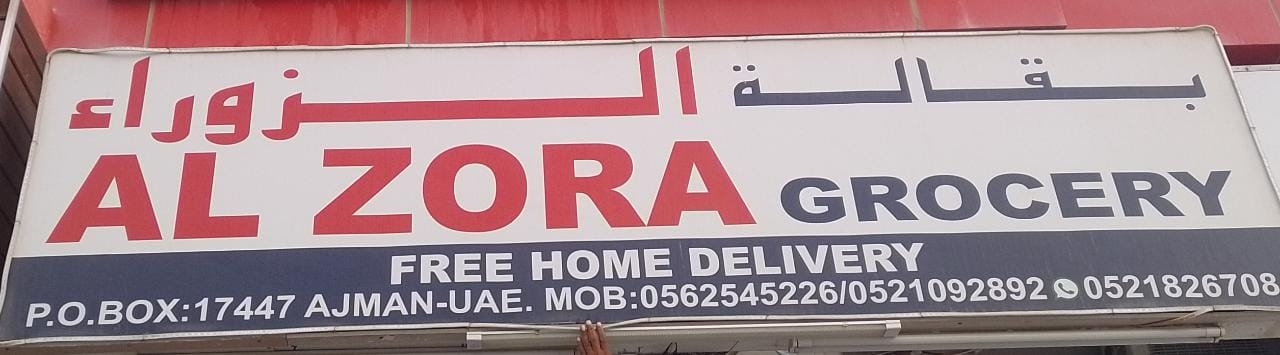 بقالة الزوراء
AL ZORA GROCERY
FREE HOME DELIVERY
P.O.BOX:17447 AJMAN-UAE. MOB:0562545226/0521092892 0521826708